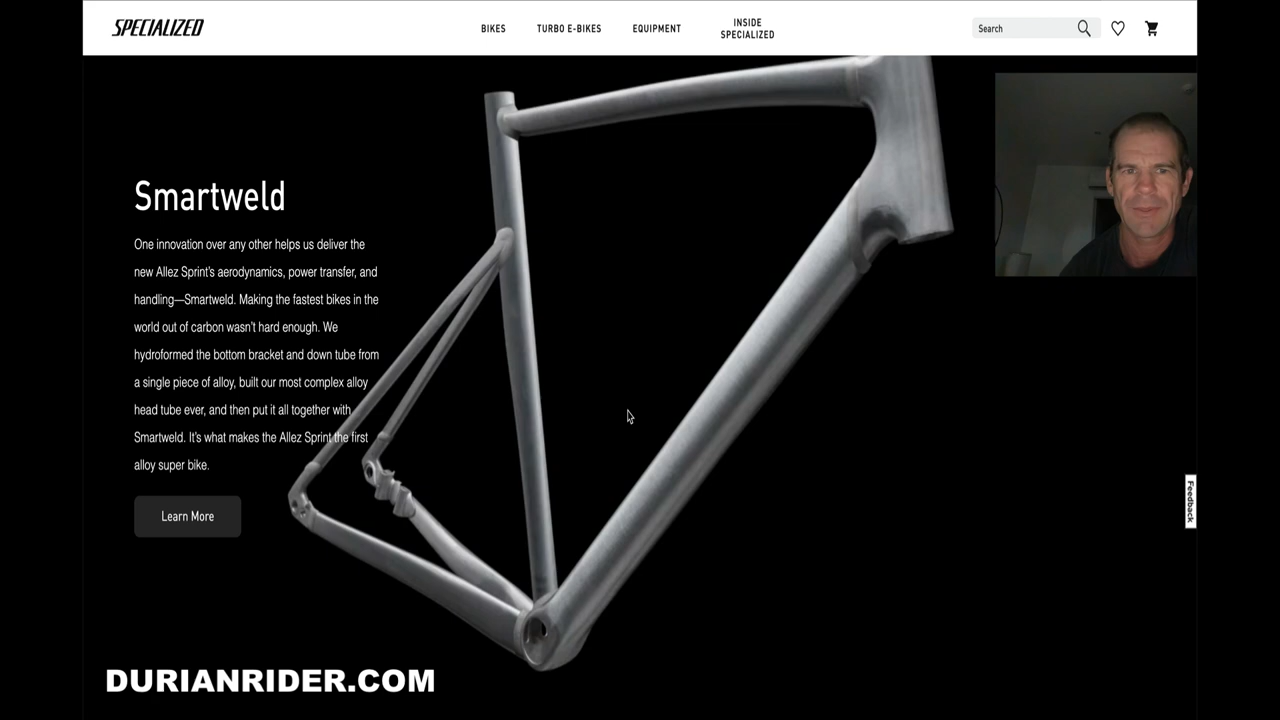 SPECIALIZED
BIKES
TURBO E-BIKES
EQUIPMENT
INSIDE
SPECIALIZED
Search
Smartweld
One innovation over any other helps us deliver the
new Allez Sprint's aerodynamics, power transfer, and
handling—Smartweld. Making the fastest bikes in the
world out of carbon wasn't hard enough. We
hydroformed the bottom bracket and down tube from
a single piece of alloy, built our most complex alloy
head tube ever, and then put it all together with
Smartweld. It's what makes the Allez Sprint the first
alloy super bike.
Learn More
Feedback
DURIANRIDER.COM